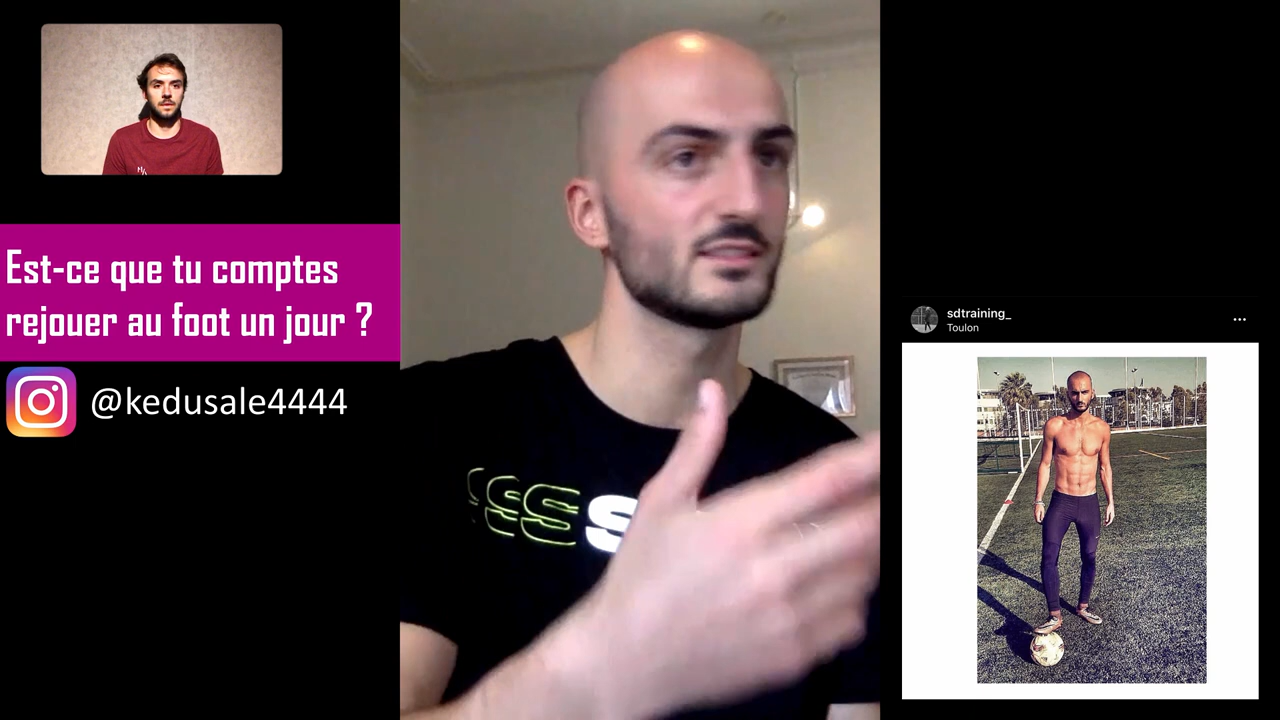 Est-ce que tu comptes
rejouer au foot un jour ?
@kedusale4444
sdtraining_
Toulon